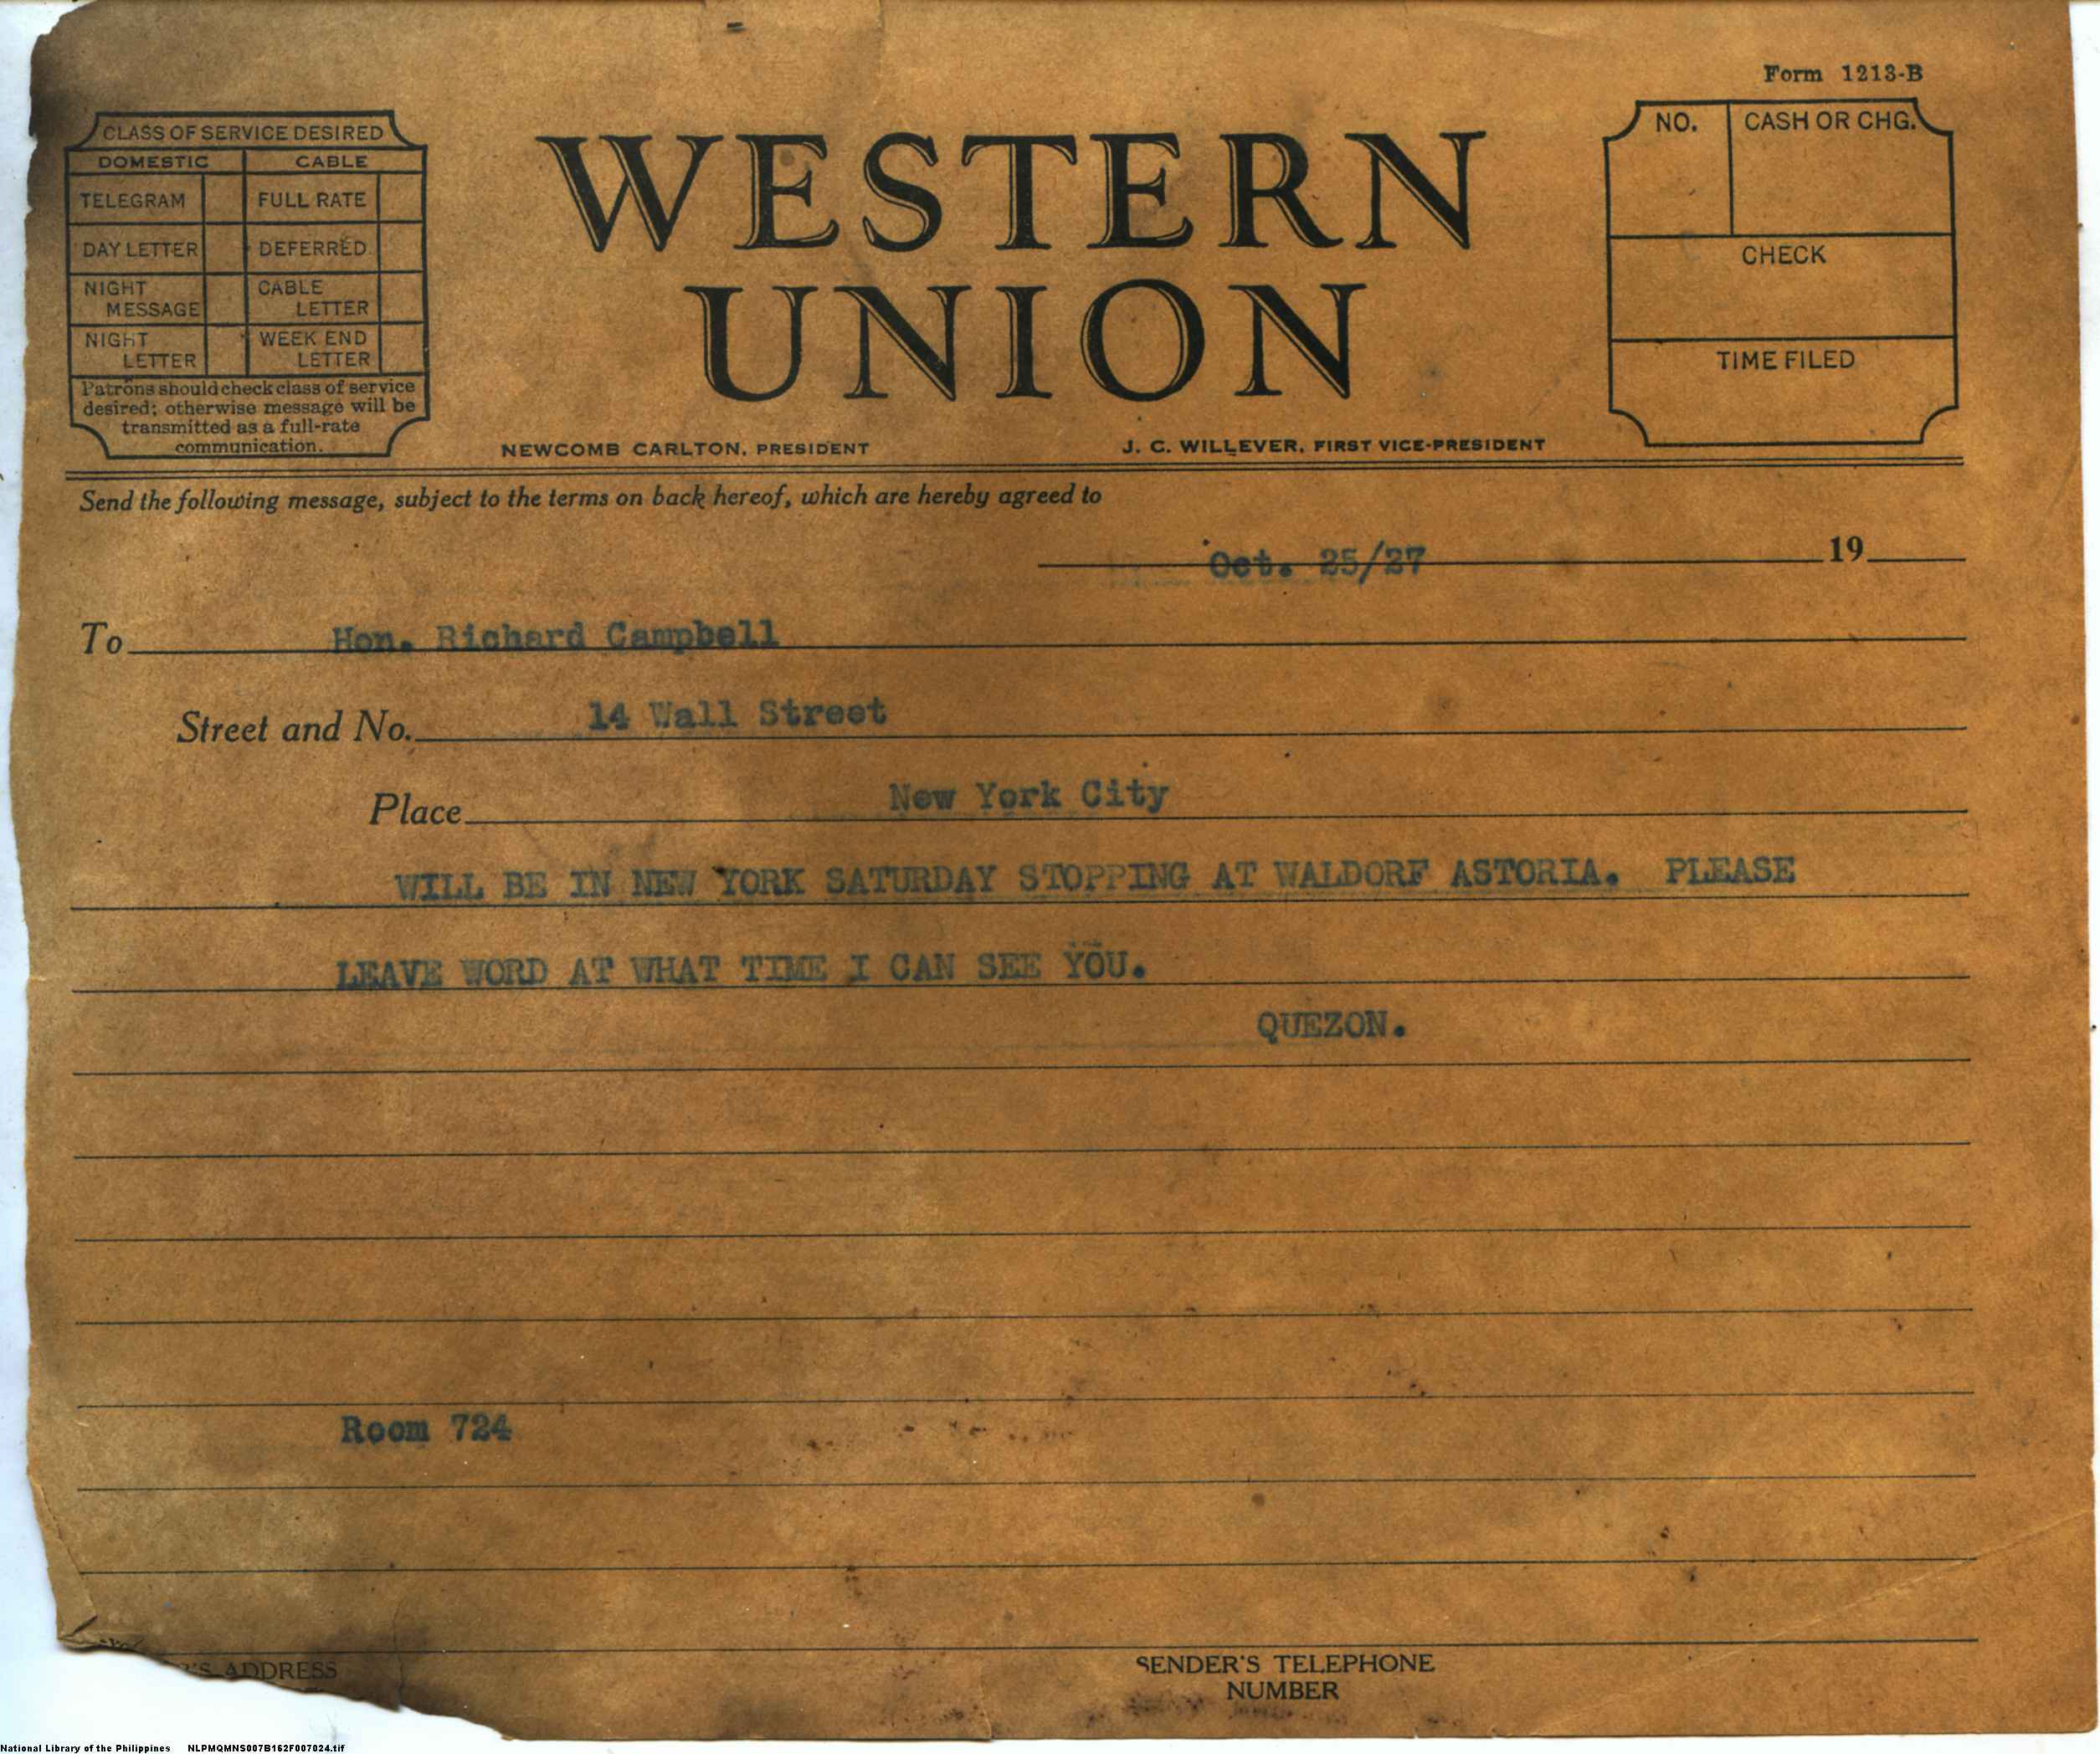 Form 1213-B
CLASS OF SERVICE DESIRED
DOMESTIC CABLE
TELEGRAM FULL RATE
DAY LETTER DEFERRED
NIGHT MESSAGE CABLE LETTER
NIGHT LETTER WEEK END LETTER
Patrons should check class of service
desired; otherwise message will be
transmitted as a full-rate
communication.
WESTERN
UNION
NEWCOMB CARLTON, PRESIDENT J. C. WILLEVER, FIRST VICE-PRESIDENT
NO. CASH OR CHG.
CHECK
TIME FILED
Send the following message, subject to the terms on back hereof, which are hereby agreed to
Oct. 25/27 19
To Hon. Richard Campbell
Street and No. 14 Wall Street
Place New York City
WILL BE IN NEW YORK SATURDAY STOPPING AT WALDORF ASTORIA. PLEASE
LEAVE WORD AT WHAT TIME I CAN SEE YOU.
QUEZON.
Room 724
'S ADDRESS SENDER'S TELEPHONE
NUMBER
National Library of the Philippines NLPMQMNS007B162F007024.tif